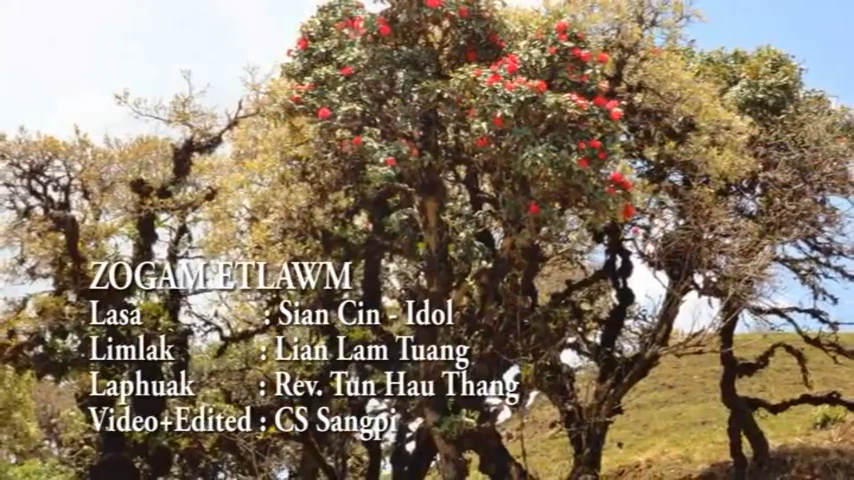 ZOGAM ETLAWM
Lasa : Sian Cin - Idol
Limlak : Lian Lam Tuang
Laphuak : Rev. Tun Hau Thang
Video+Edited : CS Sangpi